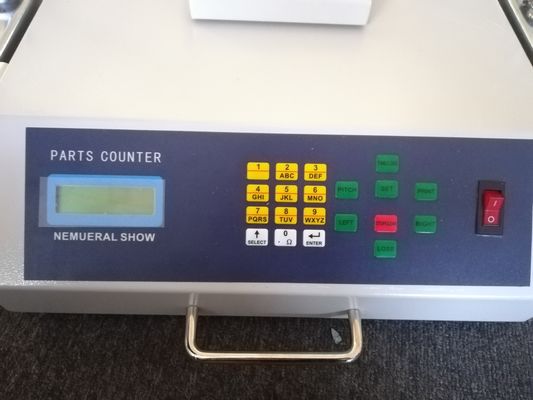 PARTS COUNTER
NEMUERAL SHOW
1
2 ABC
3 DEF
4 GHI
5 JKL
6 MNO
7 PQRS
8 TUV
9 WXYZ
↑ SELECT
0 . Ω
ENTER
PITCH
SET
PRINT
LEFT
RIGHT
LOSS
I
O